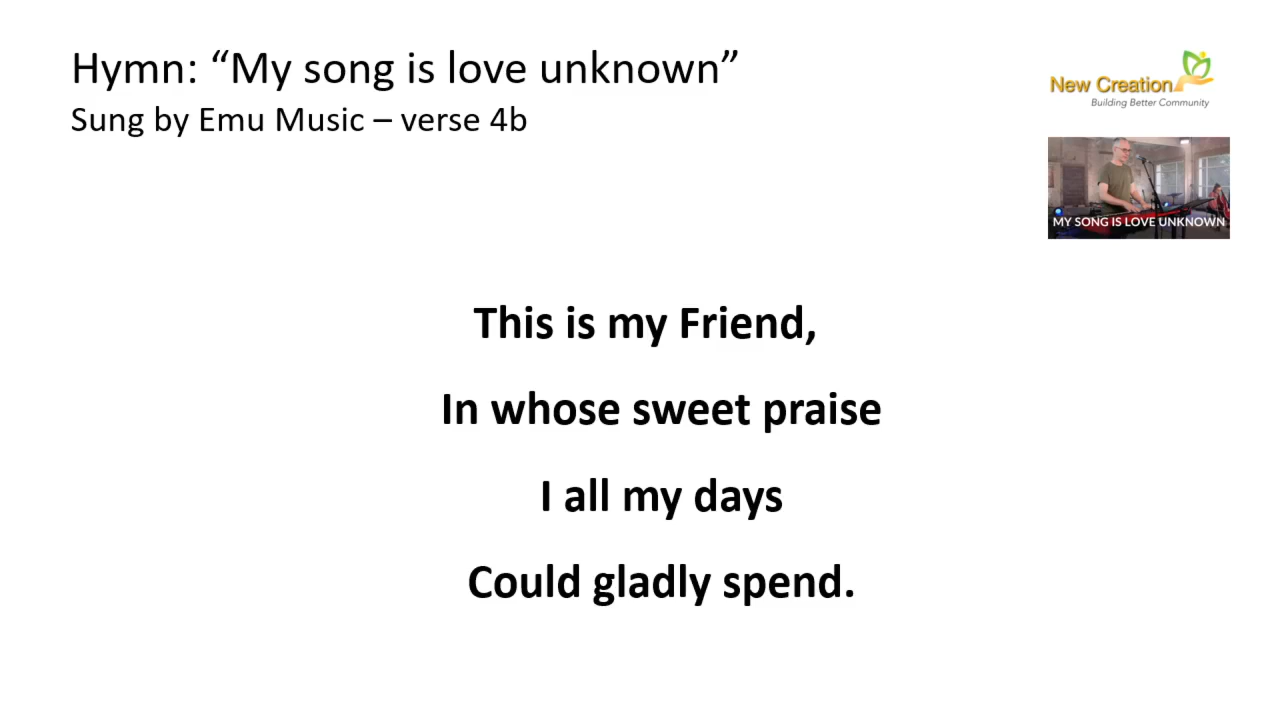 Hymn: “My song is love unknown”
Sung by Emu Music – verse 4b
New Creation
Building Better Community
MY SONG IS LOVE UNKNOWN
This is my Friend,
In whose sweet praise
I all my days
Could gladly spend.